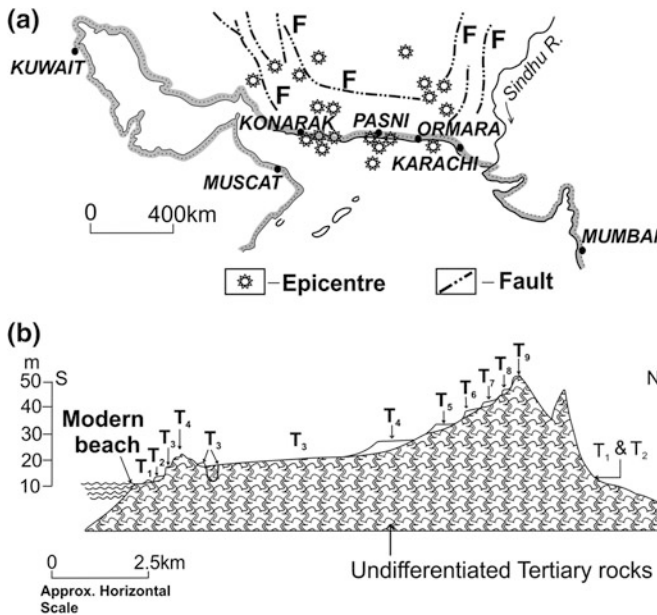 (a)
KUWAIT
F
F
F
F
F
Sindhu R.
KONARAK
PASNI
ORMARA
KARACHI
MUSCAT
0 400km
MUMBAI
–Epicentre
–Fault
(b)
m
S
N
50
40
30
20
10
Modern
beach
T1
T2
T3
T4
T3
T3
T4
T5
T6
T7
T8
T9
T1 & T2
0 2.5km
Approx. Horizontal
Scale
Undifferentiated Tertiary rocks